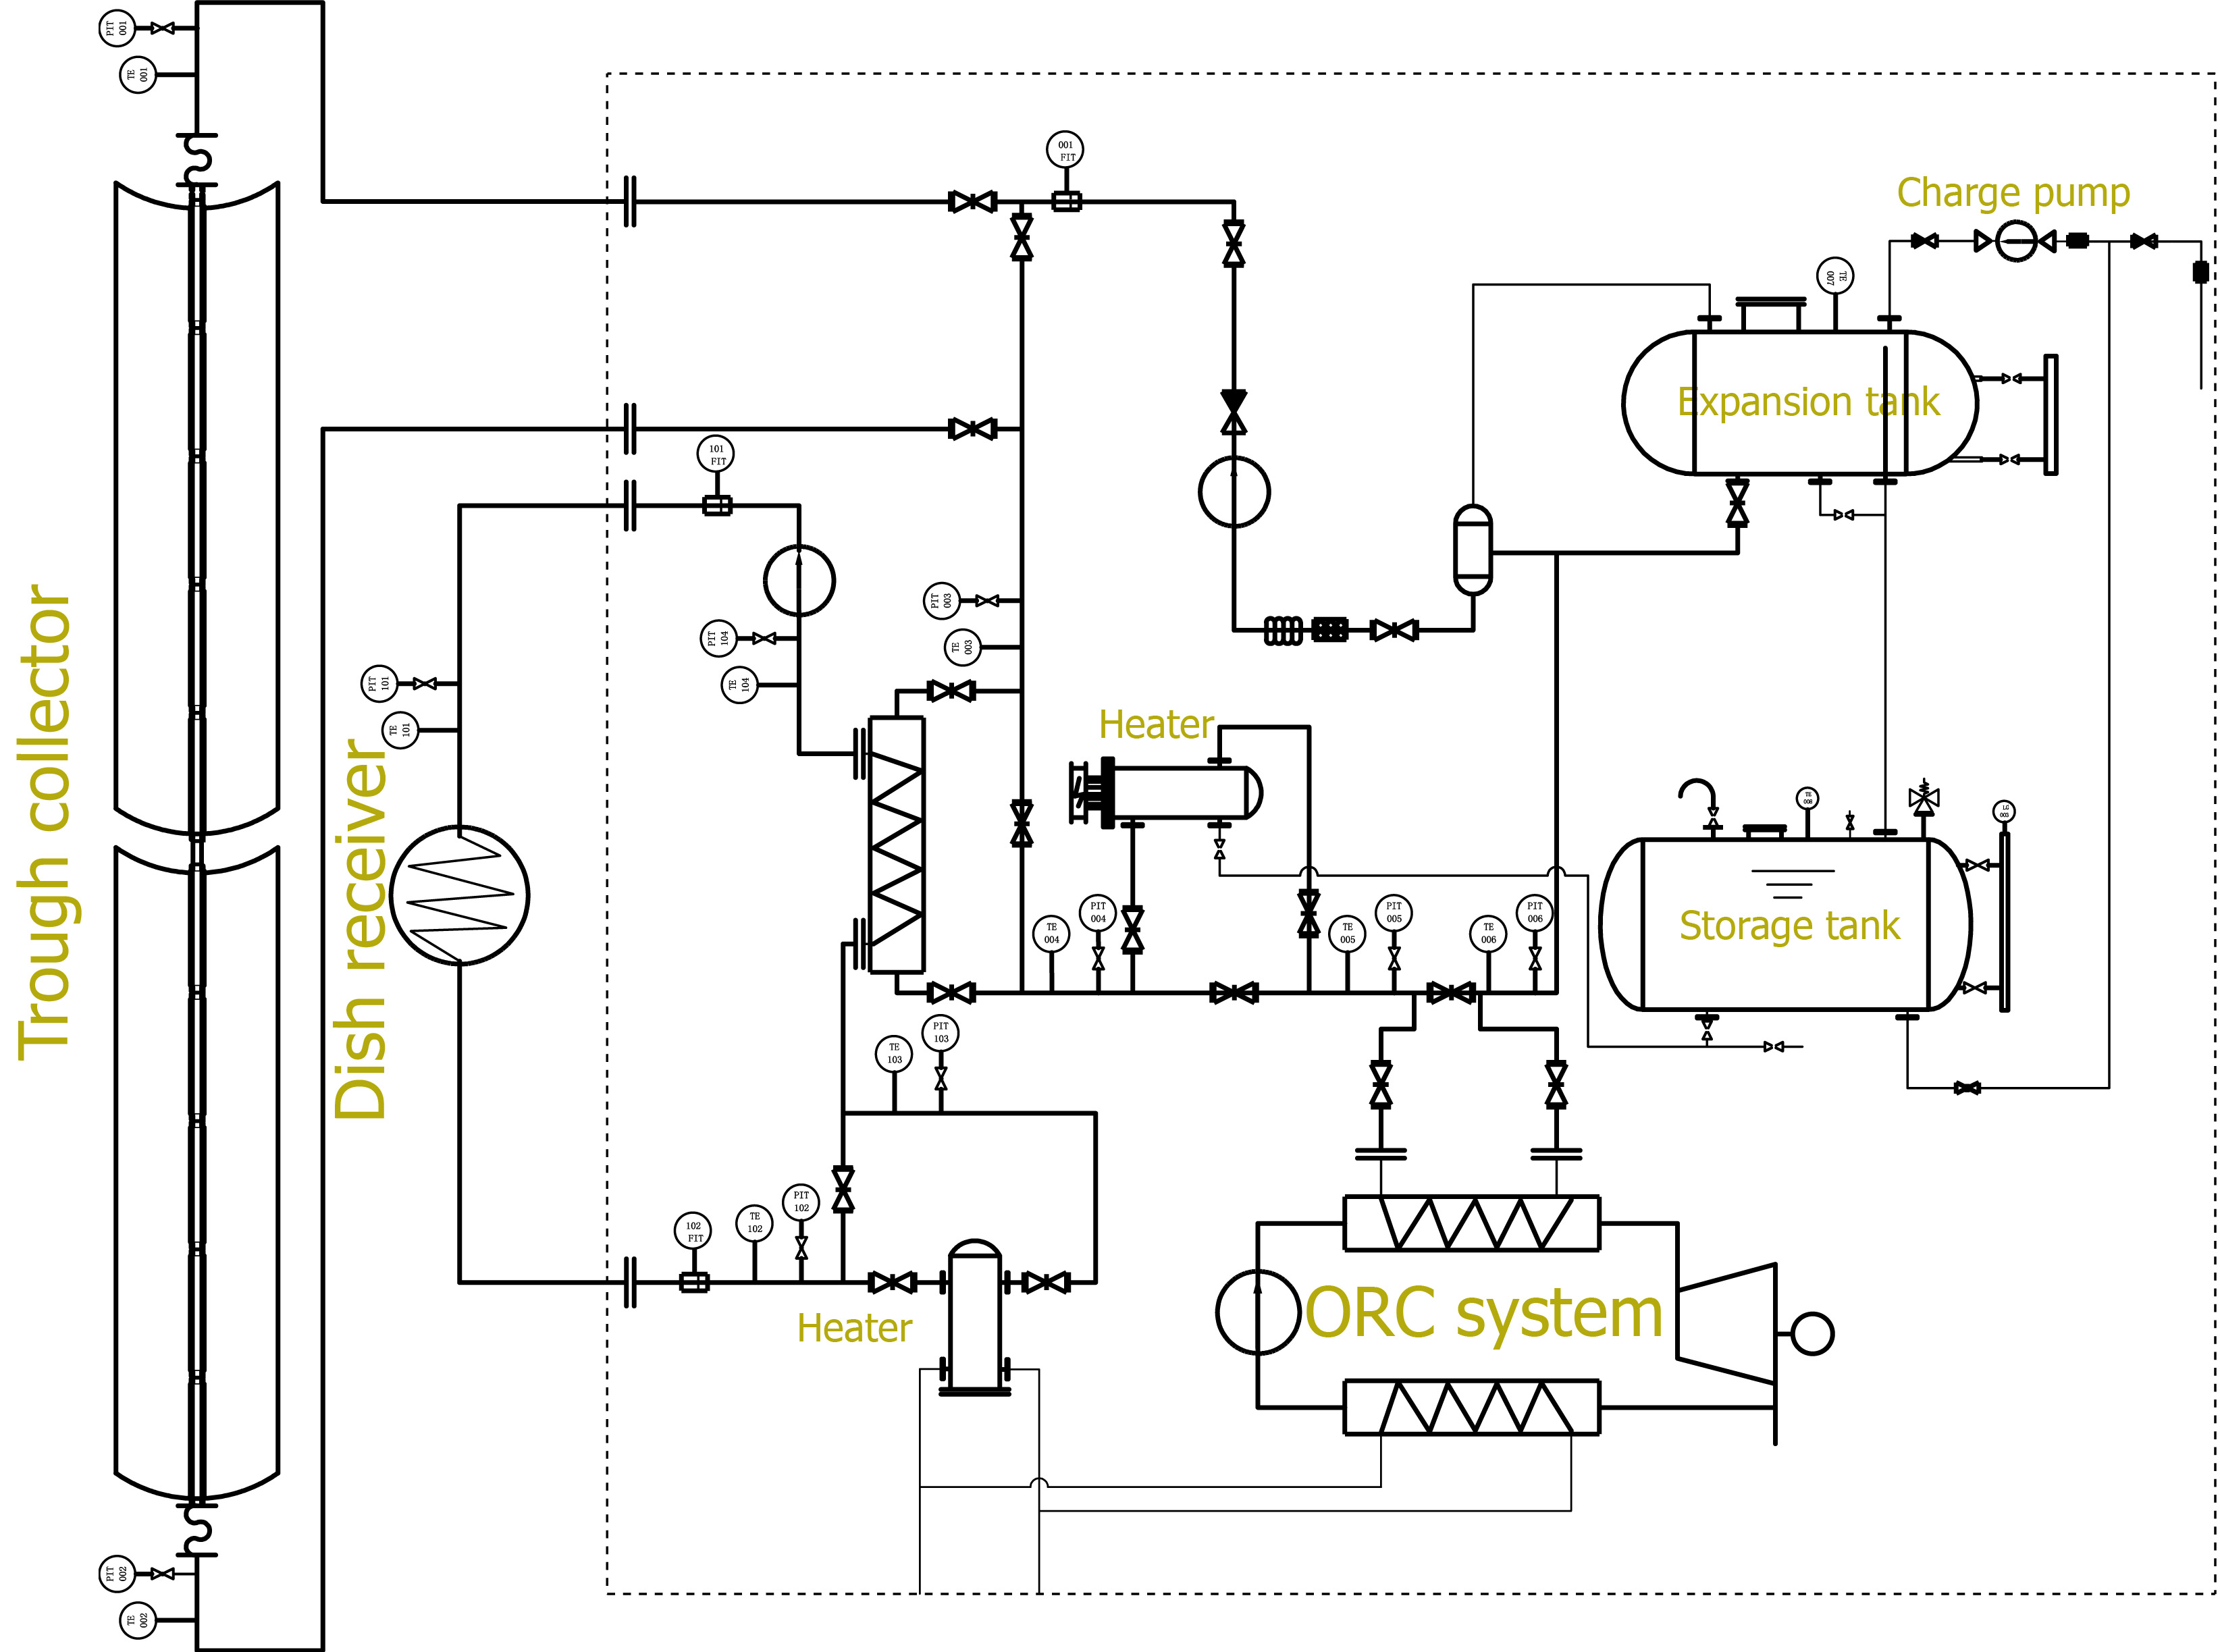 PIT
001
TE
001
001
FIT
Charge pump
TE
007
Expansion tank
101
FIT
PIT
003
TE
003
PIT
104
TE
104
PIT
101
TE
101
Trough collector
Dish receiver
Heater
TE
008
LG
003
PIT
004
TE
004
PIT
005
TE
005
PIT
006
TE
006
Storage tank
PIT
103
TE
103
PIT
102
TE
102
102
FIT
Heater
ORC system
PIT
002
TE
002